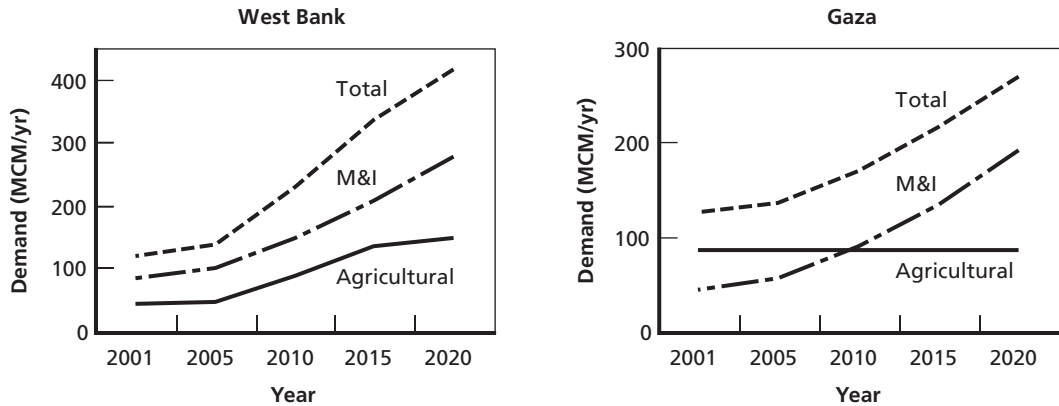 West Bank
Demand (MCM/yr)
400
300
200
100
0
Total
M&I
Agricultural
2001 2005 2010 2015 2020
Year
Gaza
Demand (MCM/yr)
300
200
100
0
Total
M&I
Agricultural
2001 2005 2010 2015 2020
Year